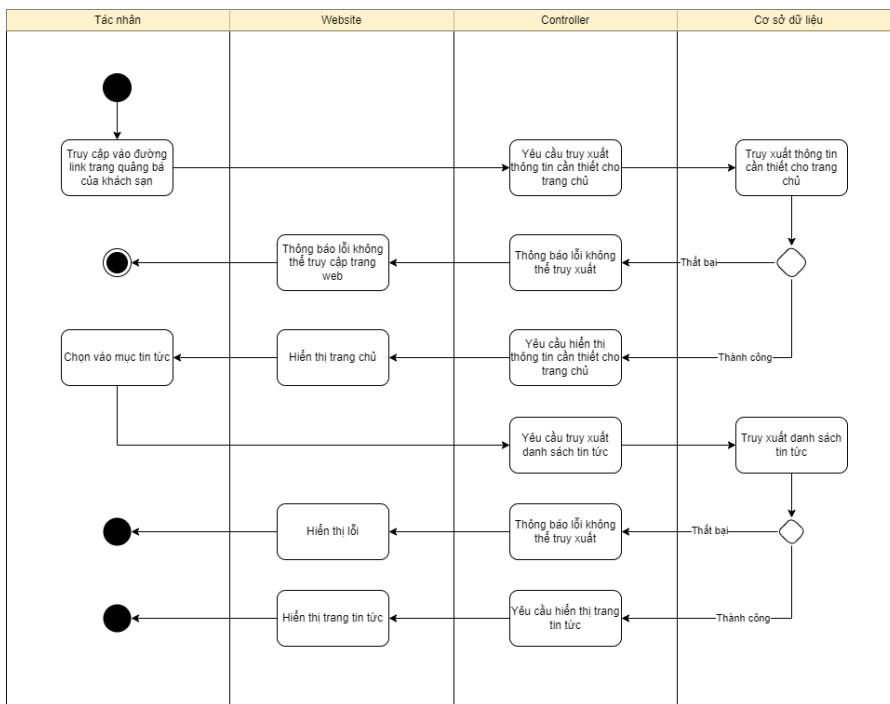 Tác nhân
Website
Controller
Cơ sở dữ liệu
Truy cập vào đường
link trang quảng bá
của khách sạn
Yêu cầu truy xuất
thông tin cần thiết cho
trang chủ
Truy xuất thông tin
cần thiết cho trang
chủ
Thông báo lỗi không
thể truy cập trang
web
Thông báo lỗi không
thể truy xuất
Thất bại
Chọn vào mục tin tức
Hiển thị trang chủ
Yêu cầu hiển thị
thông tin cần thiết cho
trang chủ
Thành công
Yêu cầu truy xuất
danh sách tin tức
Truy xuất danh sách
tin tức
Hiển thị lỗi
Thông báo lỗi không
thể truy xuất
Thất bại
Hiển thị trang tin tức
Yêu cầu hiển thị trang
tin tức
Thành công